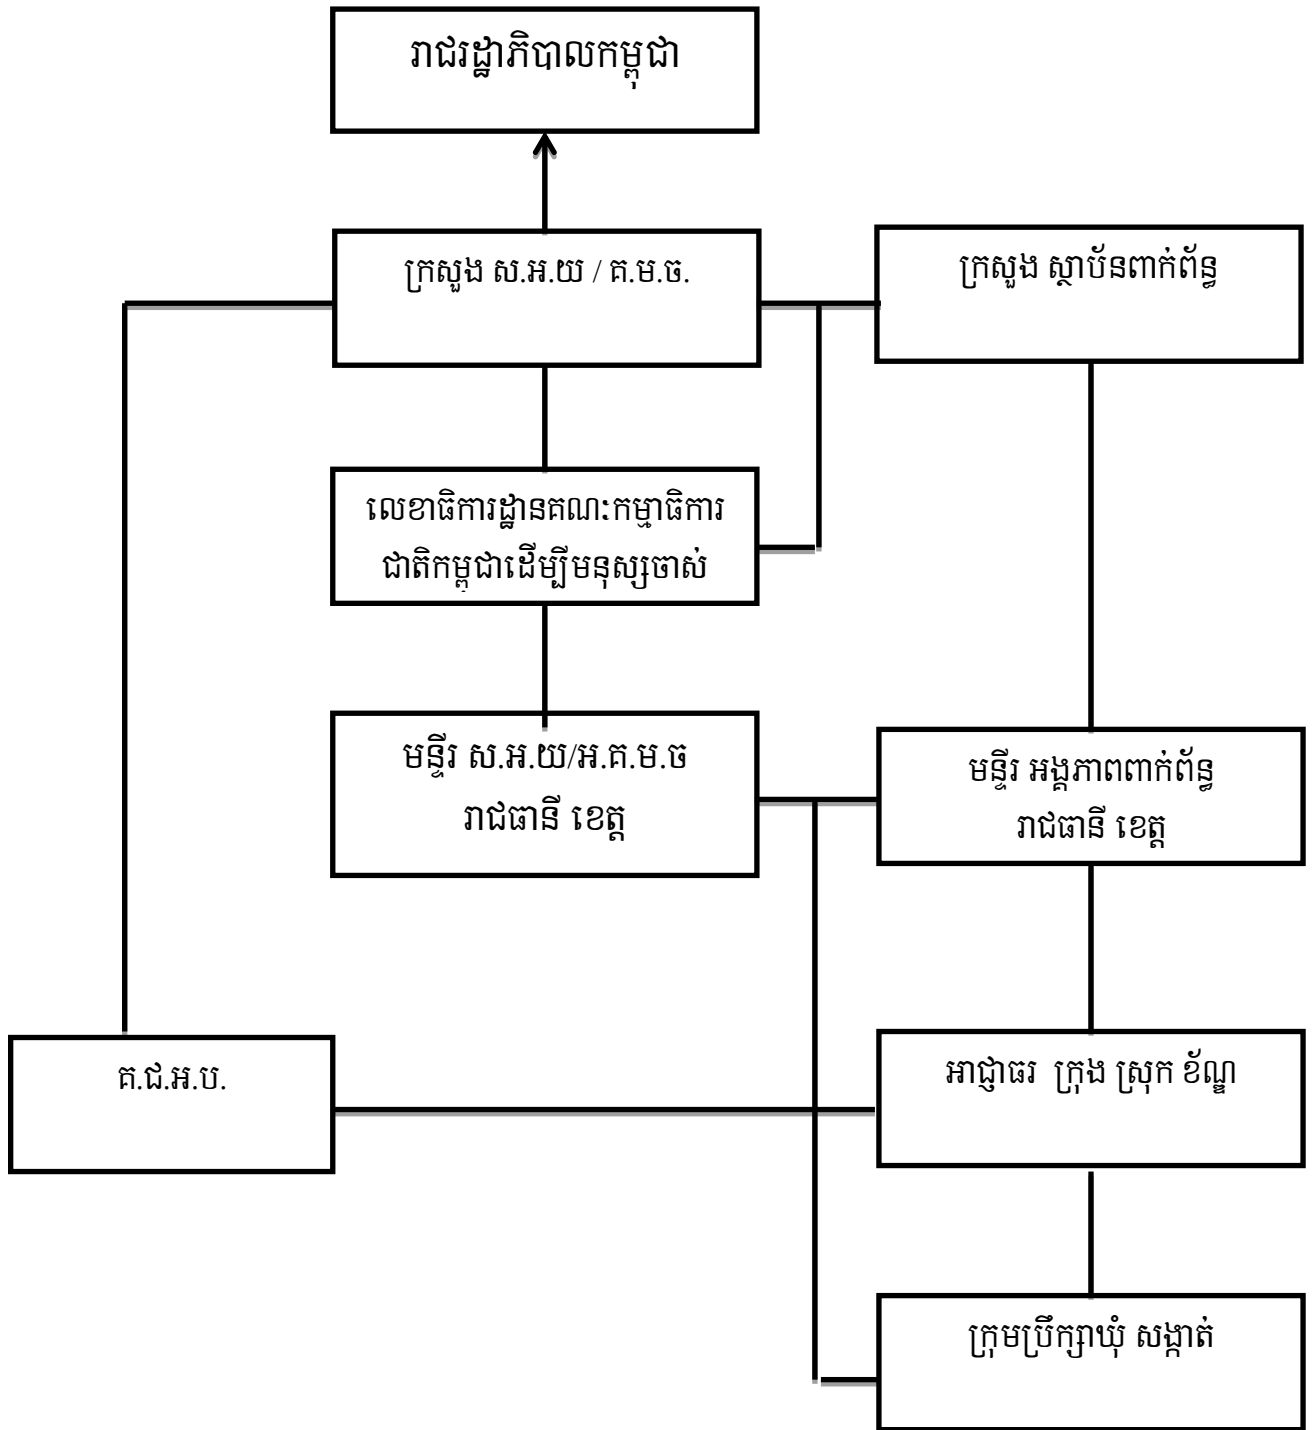 រាជរដ្ឋាភិបាលកម្ពុជា
ក្រសួង ស.អ.យ / គ.ម.ច.
ក្រសួង ស្ថាប័នពាក់ព័ន្ធ
លេខាធិការដ្ឋានគណៈកម្មាធិការ
ជាតិកម្ពុជាដើម្បីមនុស្សចាស់
មន្ទីរ ស.អ.យ/អ.គ.ម.ច
រាជធានី ខេត្ត
មន្ទីរ អង្គភាពពាក់ព័ន្ធ
រាជធានី ខេត្ត
គ.ជ.អ.ប.
អាជ្ញាធរ ក្រុង ស្រុក ខ័ណ្ឌ
ក្រុមប្រឹក្សាឃុំ សង្កាត់